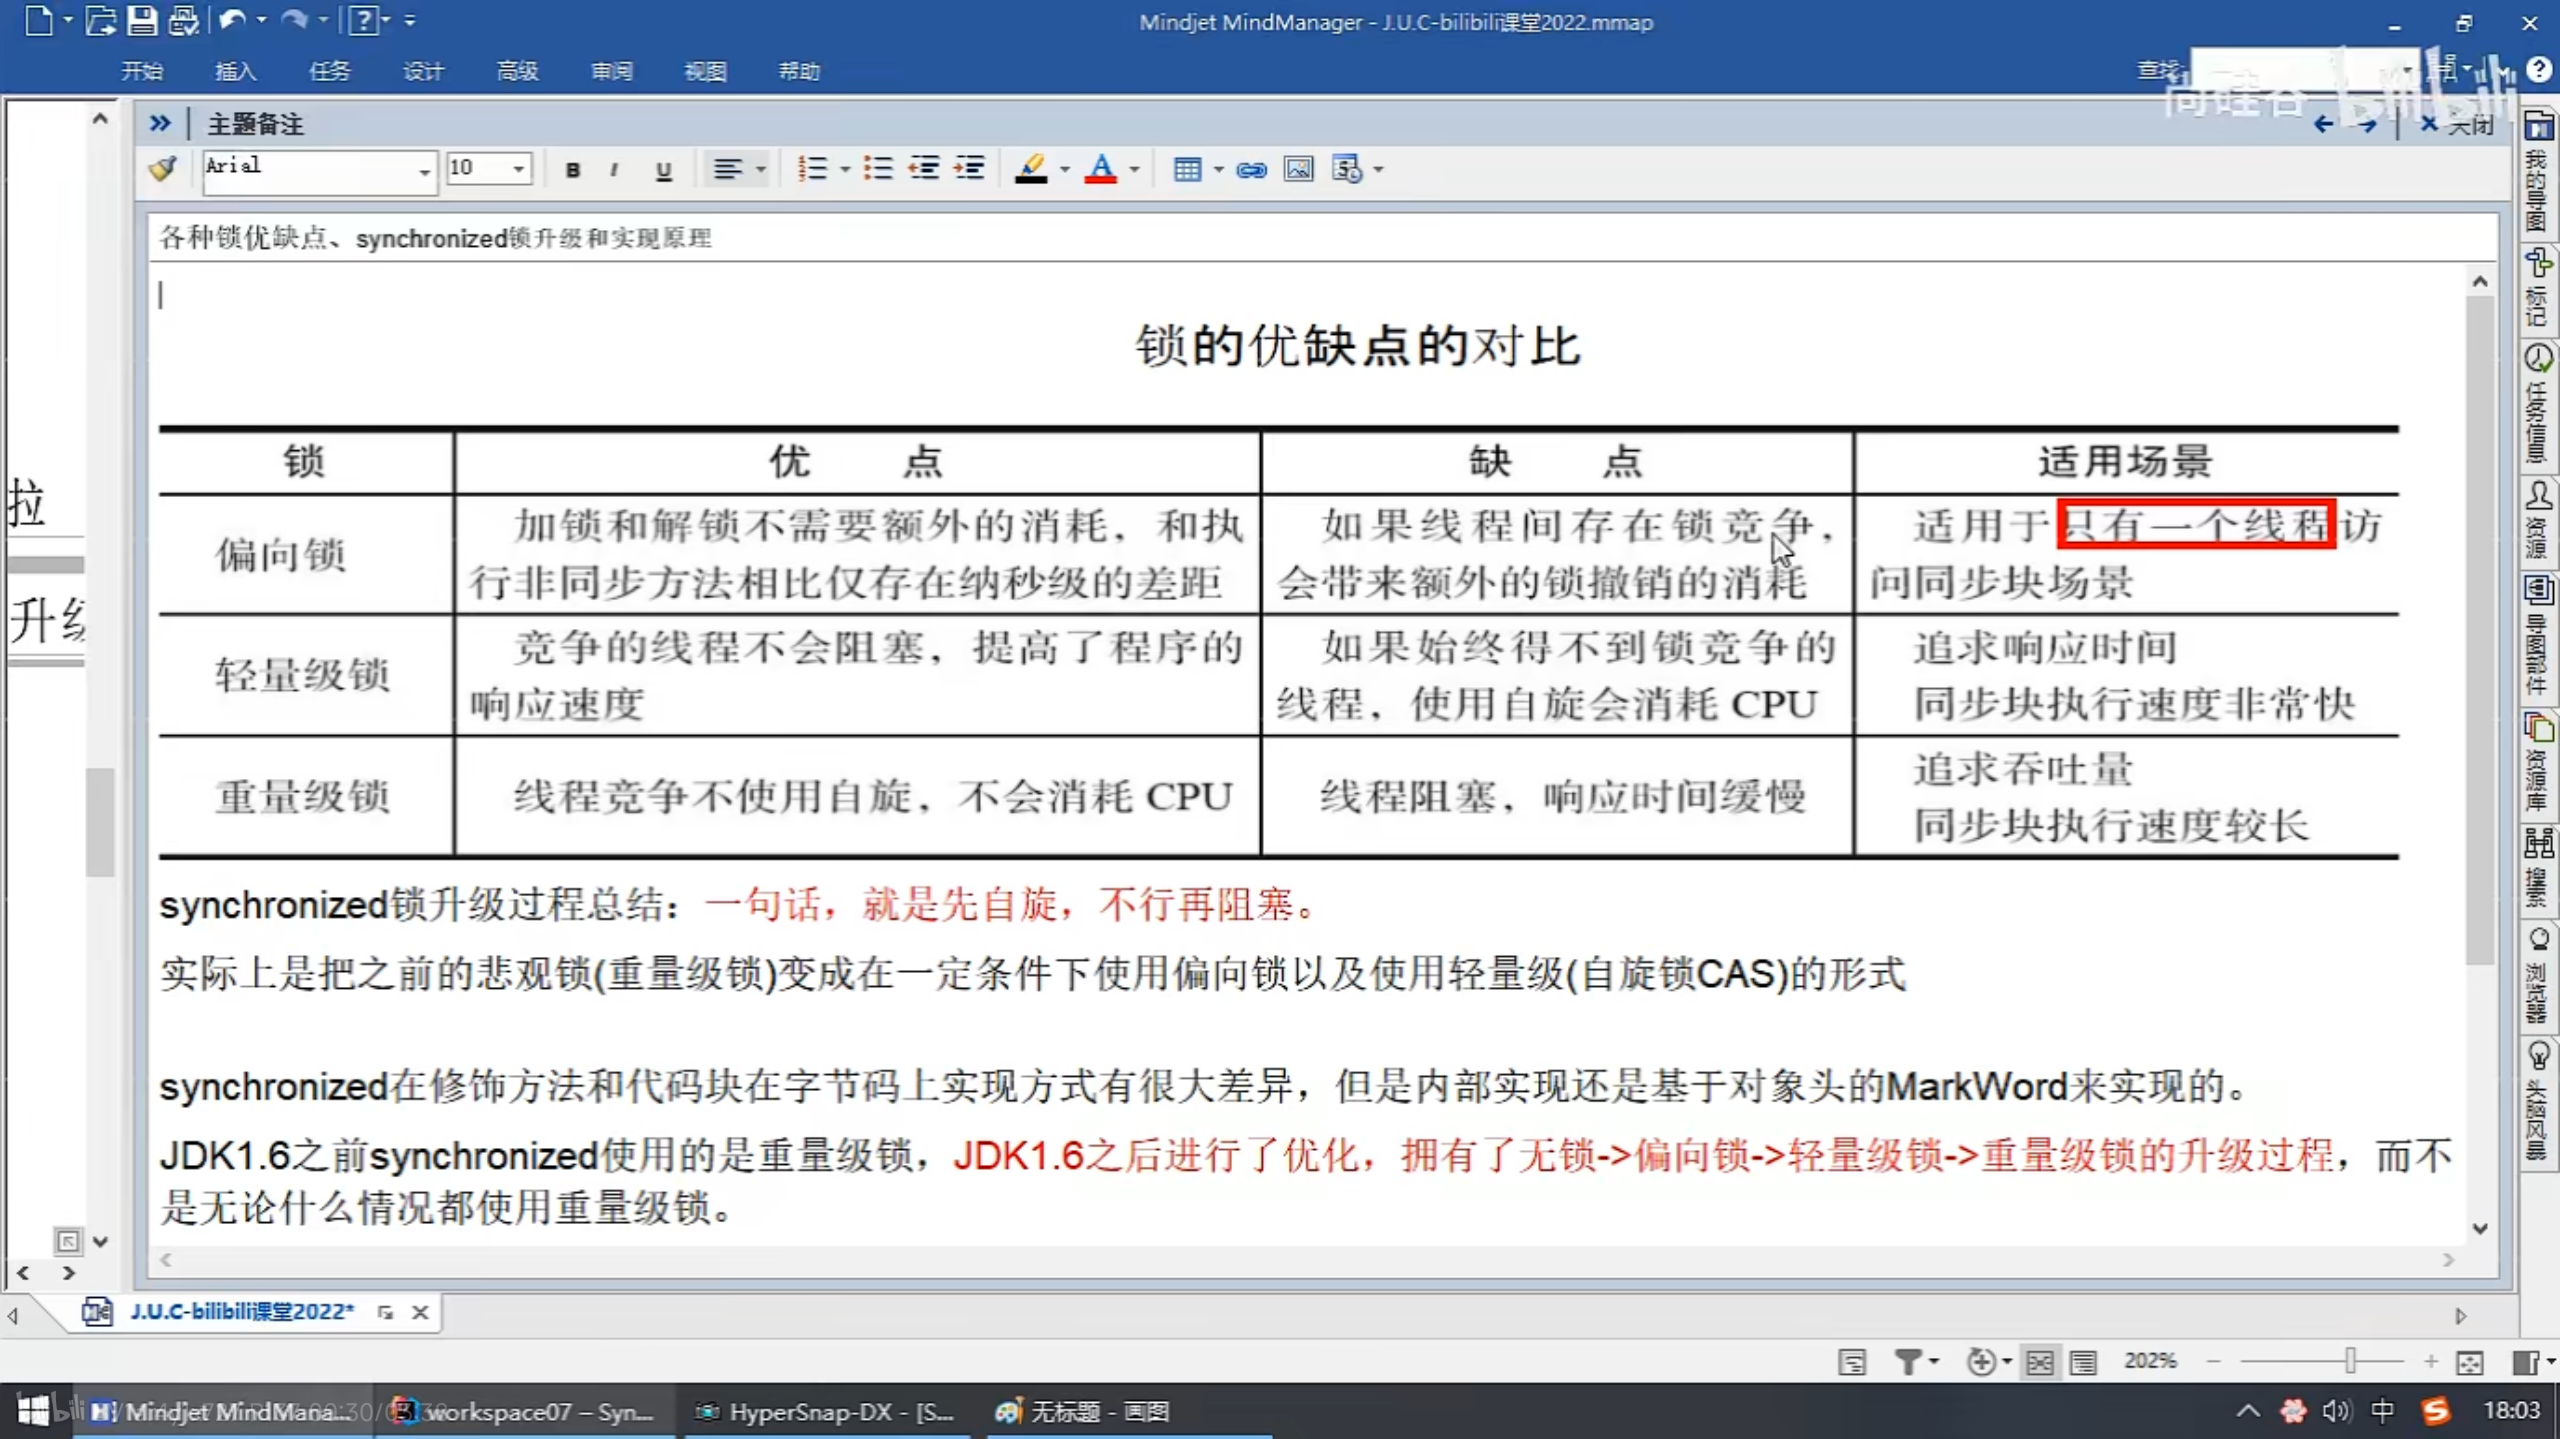 Mindjet MindManager - J.U.C-bilibili课堂2022.mmap
开始 插入 任务 设计 高级 审阅 视图 帮助
查找
尚硅谷 bilibili
主题备注
关闭
Arial 10 B I U
各种锁优缺点、synchronized锁升级和实现原理
拉
升级
锁的优缺点的对比
锁 优 点 缺 点 适用场景
偏向锁
加锁和解锁不需要额外的消耗，和执
行非同步方法相比仅存在纳秒级的差距
如果线程间存在锁竞争，
会带来额外的锁撤销的消耗
适用于只有一个线程访
问同步块场景
轻量级锁
竞争的线程不会阻塞，提高了程序的
响应速度
如果始终得不到锁竞争的
线程，使用自旋会消耗 CPU
追求响应时间
同步块执行速度非常快
重量级锁
线程竞争不使用自旋，不会消耗 CPU
线程阻塞，响应时间缓慢
追求吞吐量
同步块执行速度较长
synchronized锁升级过程总结：一句话，就是先自旋，不行再阻塞。
实际上是把之前的悲观锁(重量级锁)变成在一定条件下使用偏向锁以及使用轻量级(自旋锁CAS)的形式
synchronized在修饰方法和代码块在字节码上实现方式有很大差异，但是内部实现还是基于对象头的MarkWord来实现的。
JDK1.6之前synchronized使用的是重量级锁，JDK1.6之后进行了优化，拥有了无锁->偏向锁->轻量级锁->重量级锁的升级过程，而不
是无论什么情况都使用重量级锁。
我的导图
标记
任务信息
资源
导图部件
资源库
搜索
浏览器
头脑风暴
J.U.C-bilibili课堂2022*
202%
Mindjet MindMana...
workspace07 – Syn...
HyperSnap-DX - [S...
无标题 - 画图
中
18:03